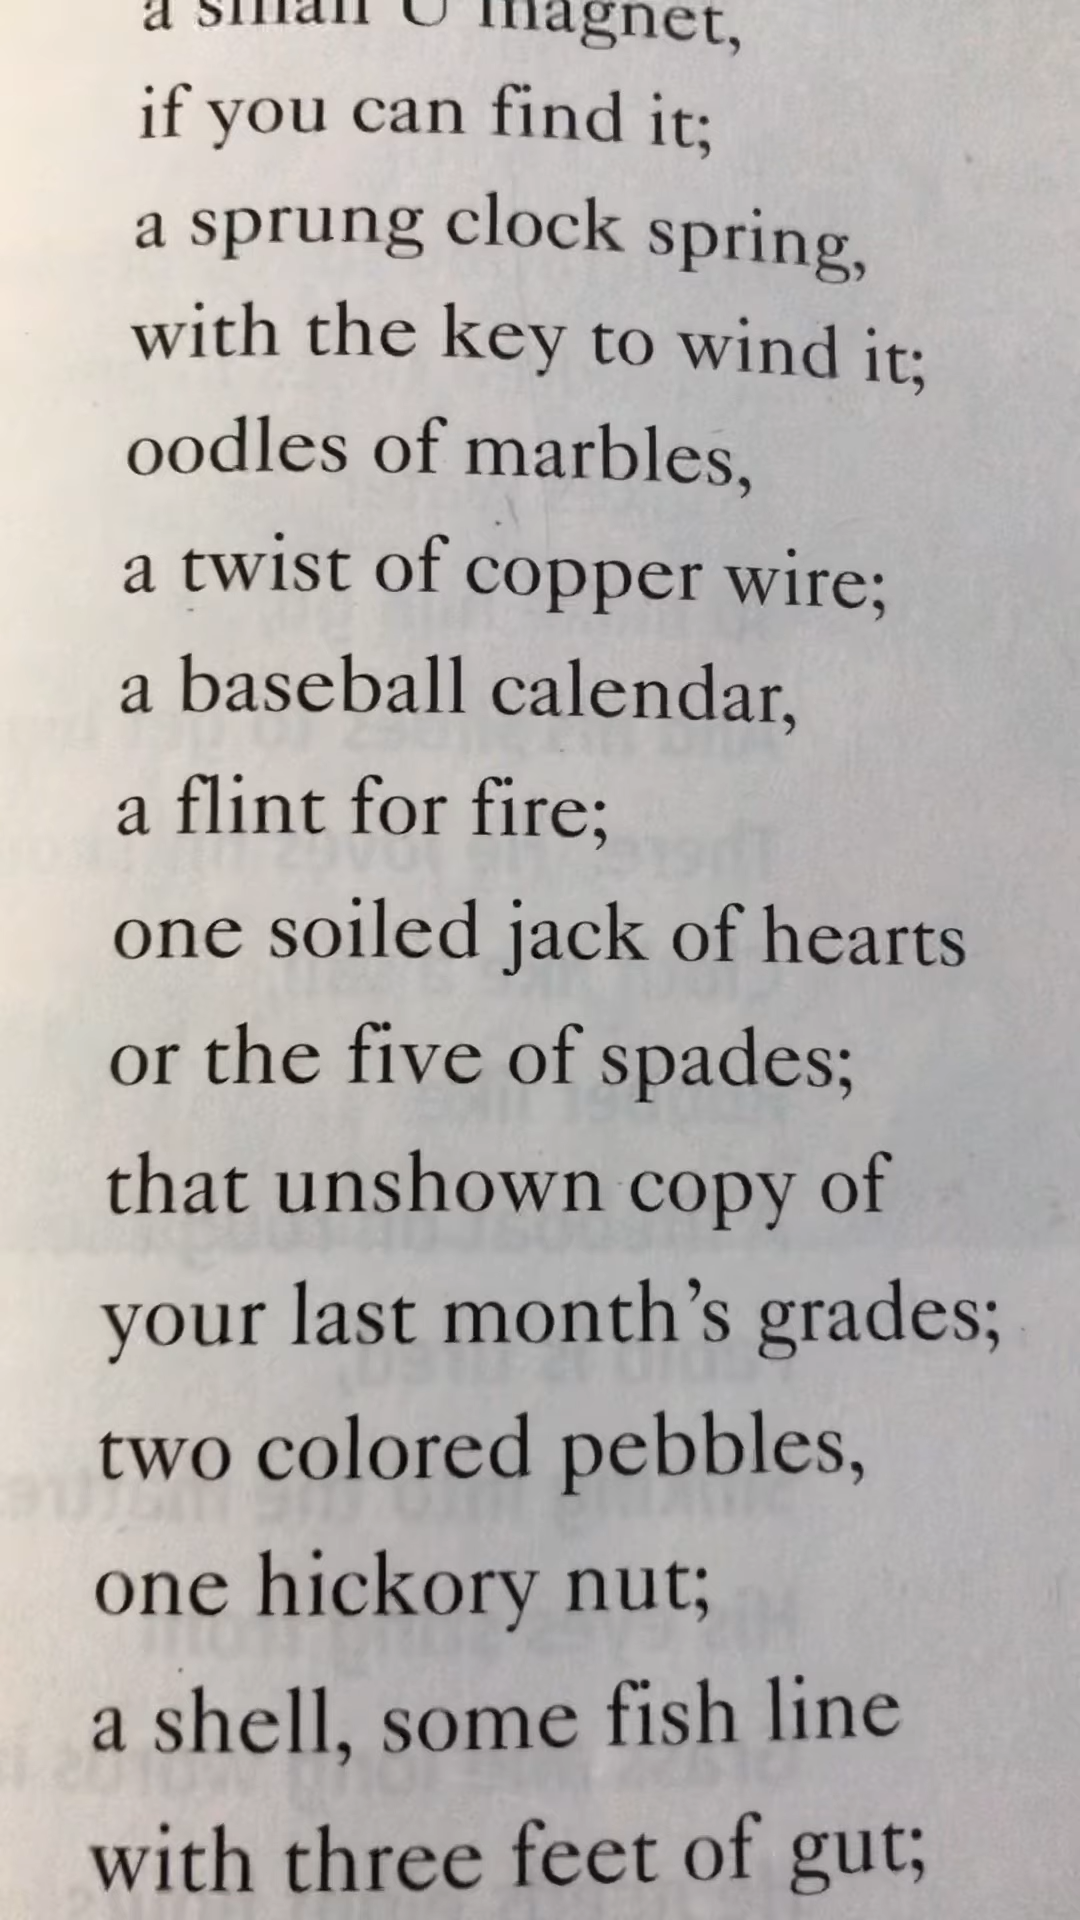 a small U magnet,
if you can find it;
a sprung clock spring,
with the key to wind it;
oodles of marbles,
a twist of copper wire;
a baseball calendar,
a flint for fire;
one soiled jack of hearts
or the five of spades;
that unshown copy of
your last month’s grades;
two colored pebbles,
one hickory nut;
a shell, some fish line
with three feet of gut;